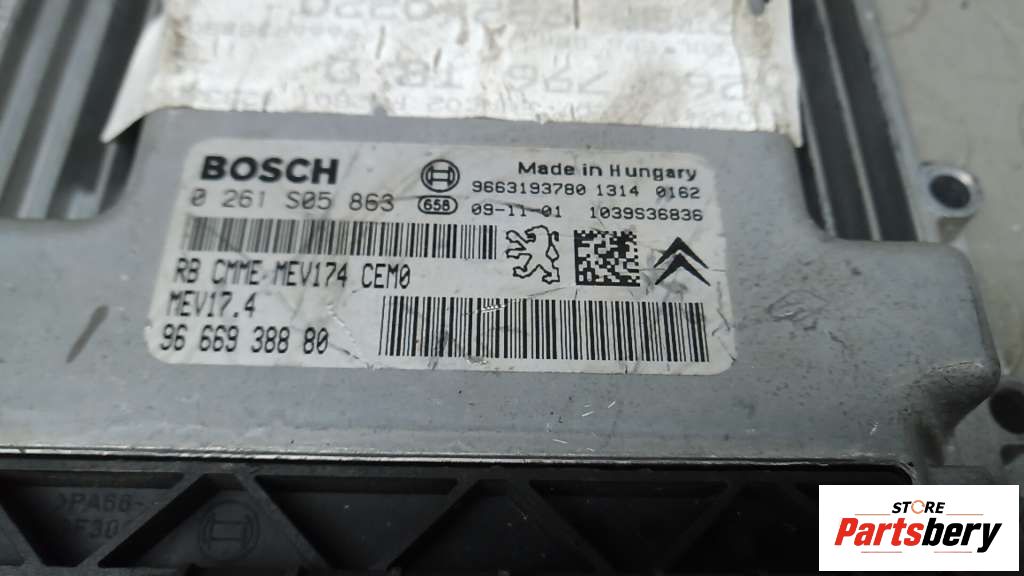 BOSCH
Made in Hungary
0 261 S05 863
9663193780 1314 0162
658
09-11-01 1039S36836
RB CMME MEV174 CEM0
MEV17.4
96 669 388 80
STORE
Partsbery